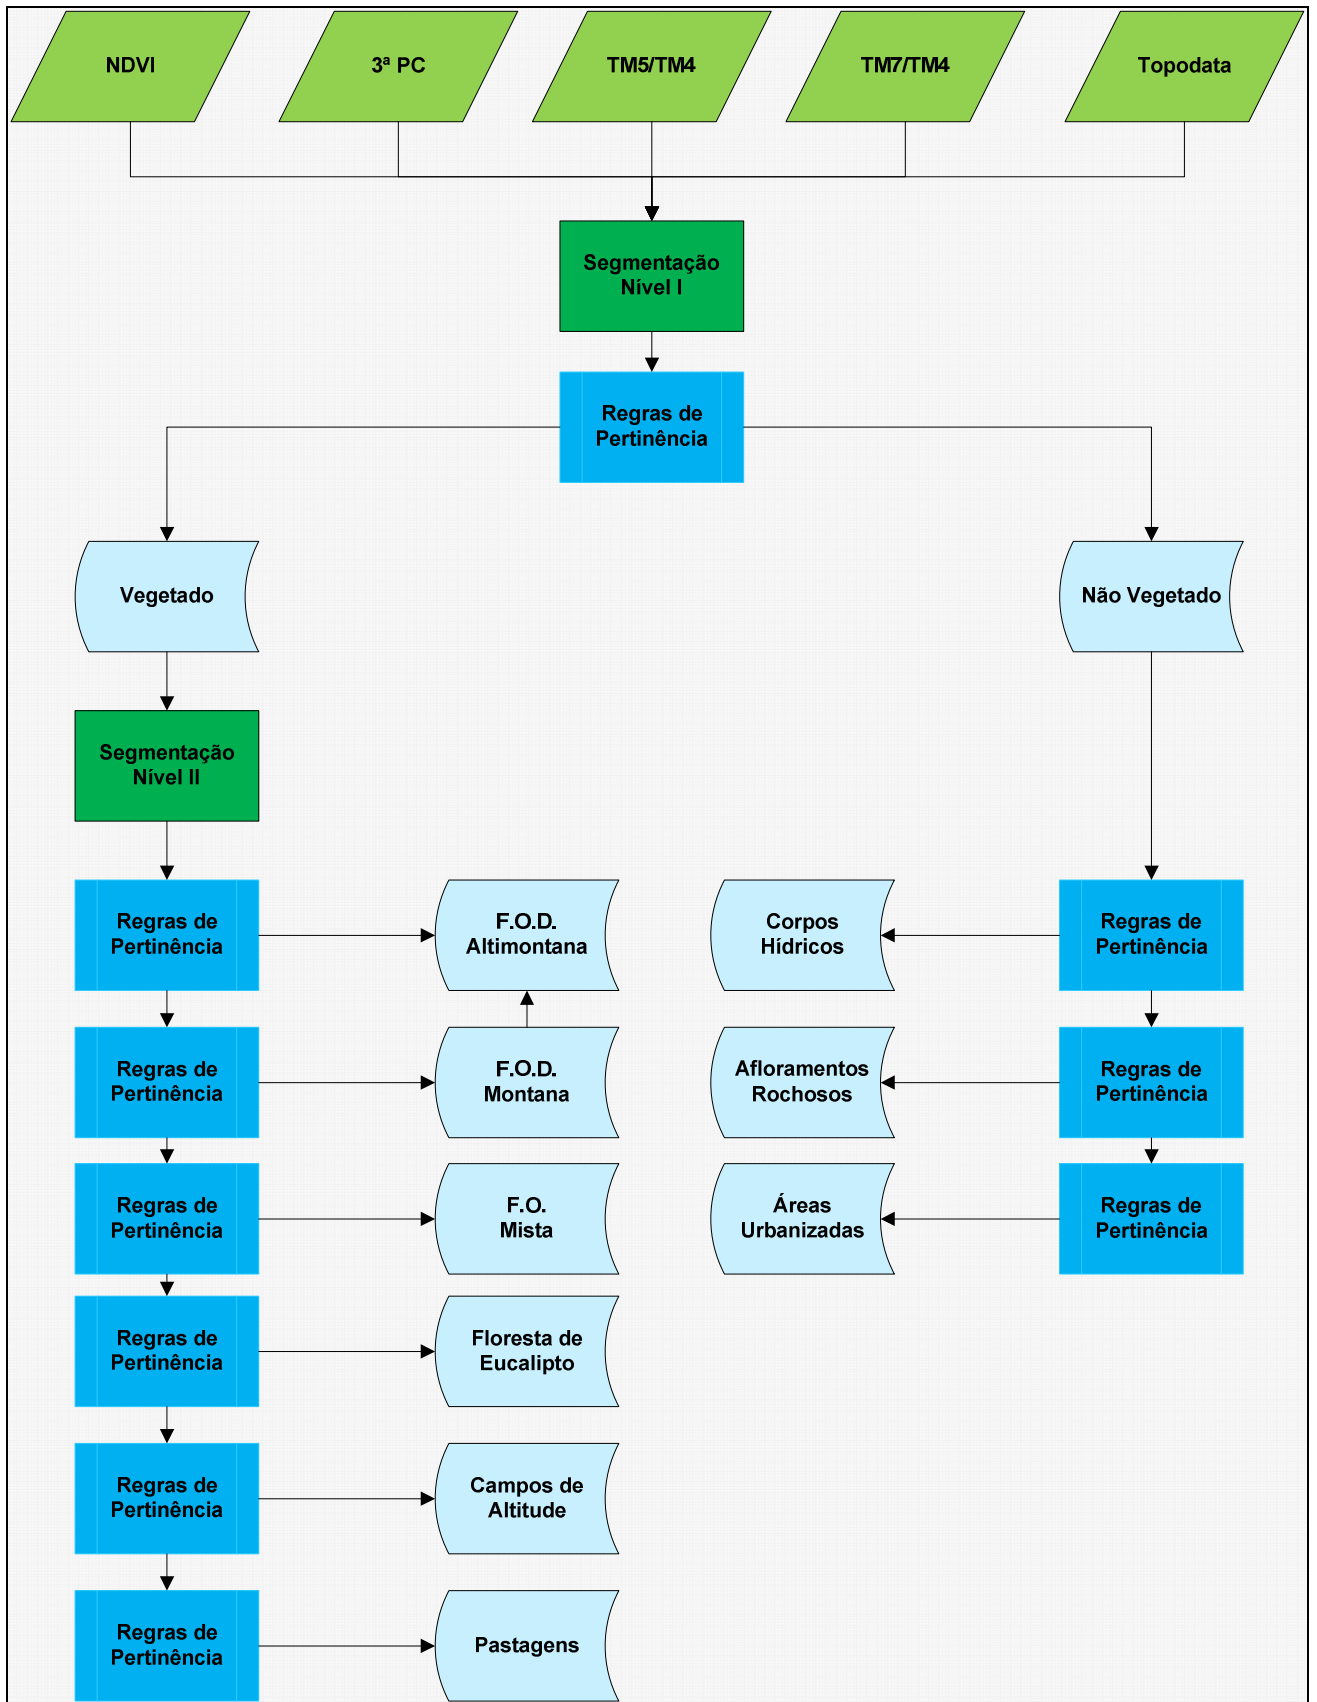 NDVI
3ª PC
TM5/TM4
TM7/TM4
Topodata
Segmentação
Nível I
Regras de
Pertinência
Vegetado
Não Vegetado
Segmentação
Nível II
Regras de
Pertinência
F.O.D.
Altimontana
Corpos
Hídricos
Regras de
Pertinência
Regras de
Pertinência
F.O.D.
Montana
Afloramentos
Rochosos
Regras de
Pertinência
Regras de
Pertinência
F.O.
Mista
Áreas
Urbanizadas
Regras de
Pertinência
Regras de
Pertinência
Floresta de
Eucalipto
Regras de
Pertinência
Campos de
Altitude
Regras de
Pertinência
Pastagens